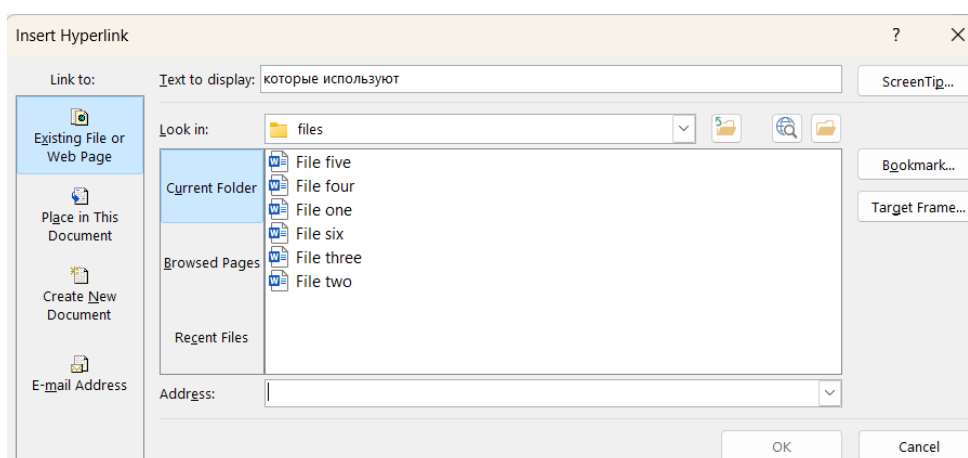 Insert Hyperlink
?
Link to:
Text to display: которые используют
ScreenTip...
Existing File or
Web Page
Look in: files
Current Folder
File five
File four
File one
File six
File three
File two
Bookmark...
Target Frame...
Place in This
Document
Browsed Pages
Create New
Document
Recent Files
E-mail Address
Address:
OK
Cancel